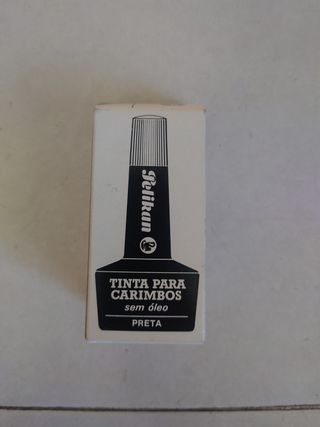 Pelikan
TINTA PARA
CARIMBOS
sem óleo
PRETA